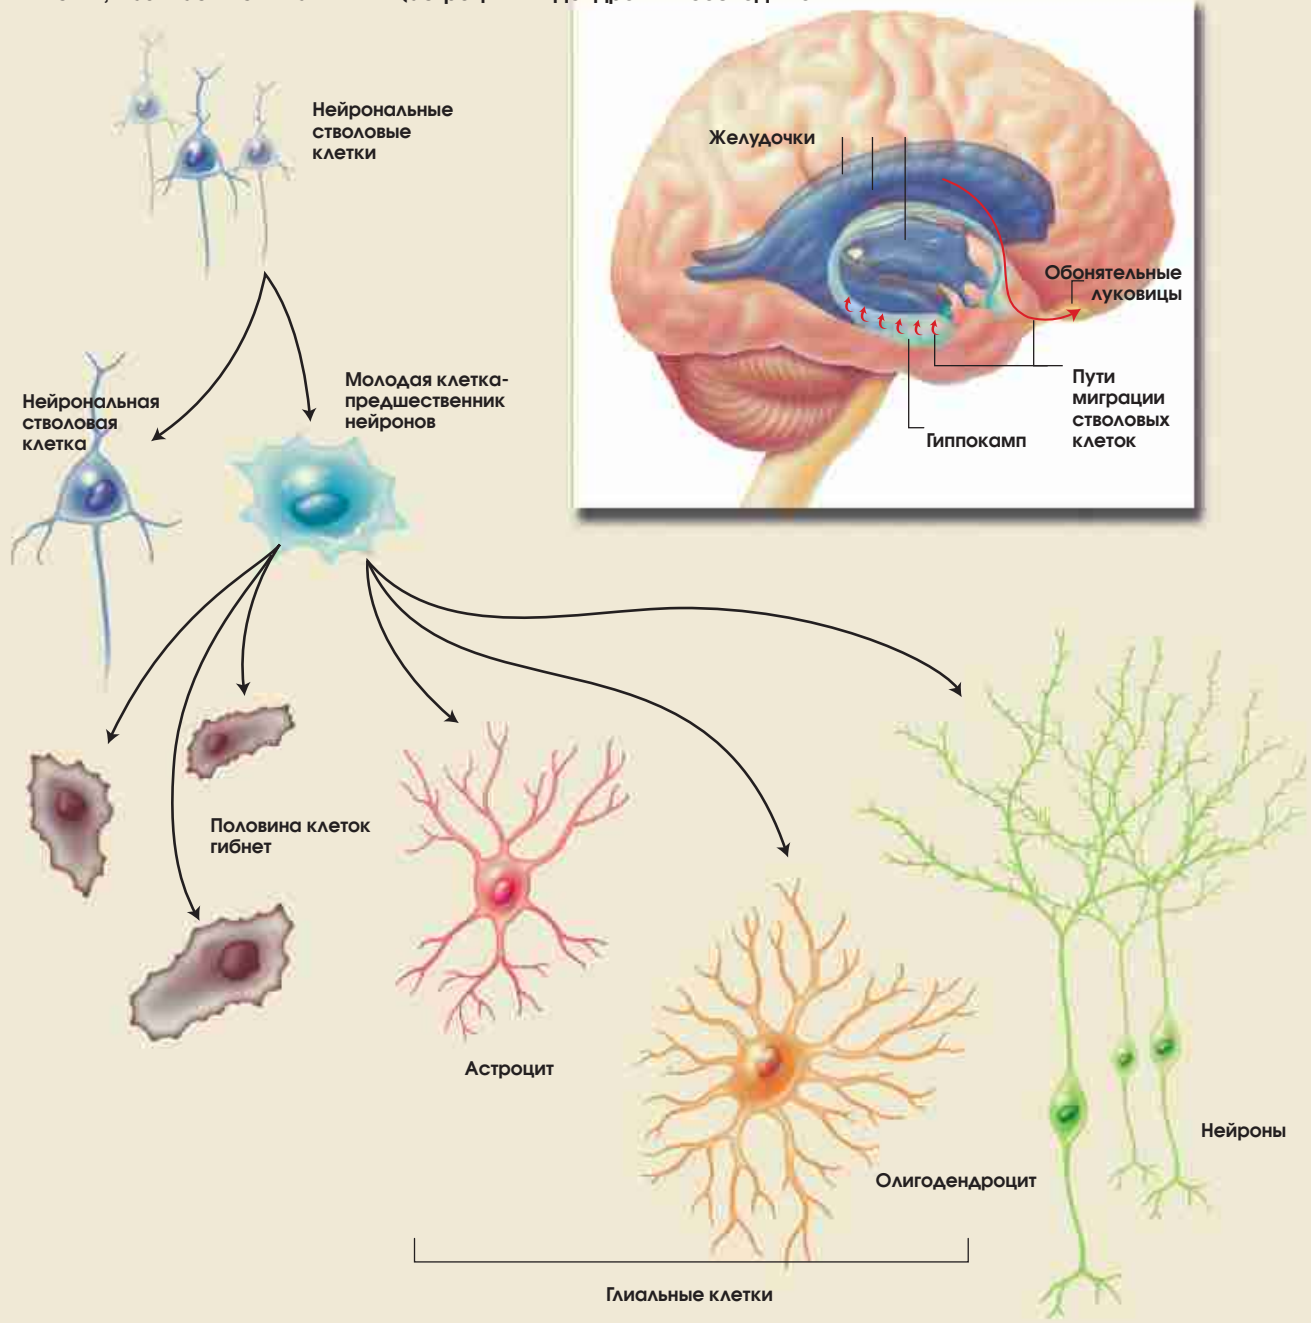 Нейрональные
стволовые
клетки
Желудочки
Обонятельные
луковицы
Пути
миграции
стволовых
клеток
Гиппокамп
Нейрональная
стволовая
клетка
Молодая клетка-
предшественник
нейронов
Половина клеток
гибнет
Астроцит
Олигодендроцит
Нейроны
Глиальные клетки